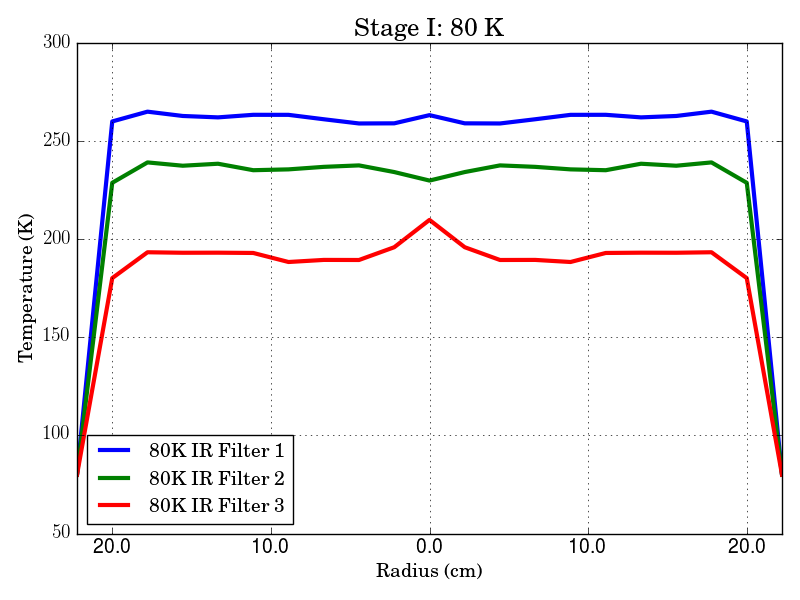 Stage I: 80 K
300
250
200
150
100
50
Temperature (K)
80K IR Filter 1
80K IR Filter 2
80K IR Filter 3
20.0 10.0 0.0 10.0 20.0
Radius (cm)